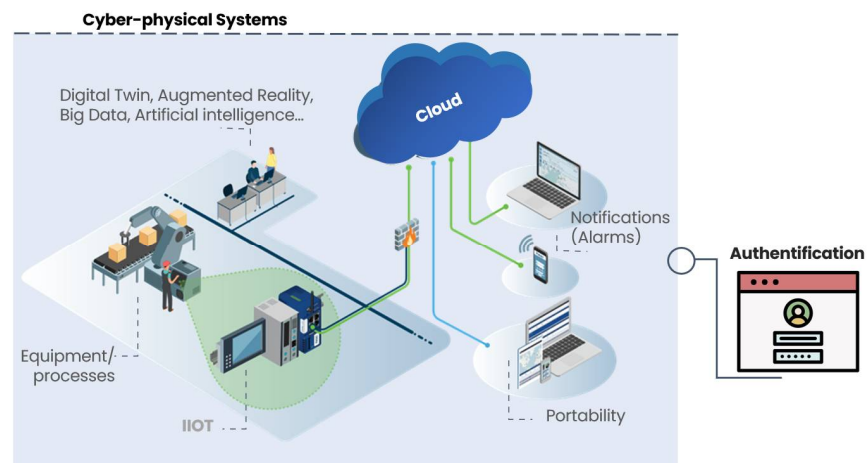 Cyber-physical Systems
Digital Twin, Augmented Reality,
Big Data, Artificial intelligence...
Cloud
Notifications
(Alarms)
Authentification
Equipment/
processes
IIOT
Portability